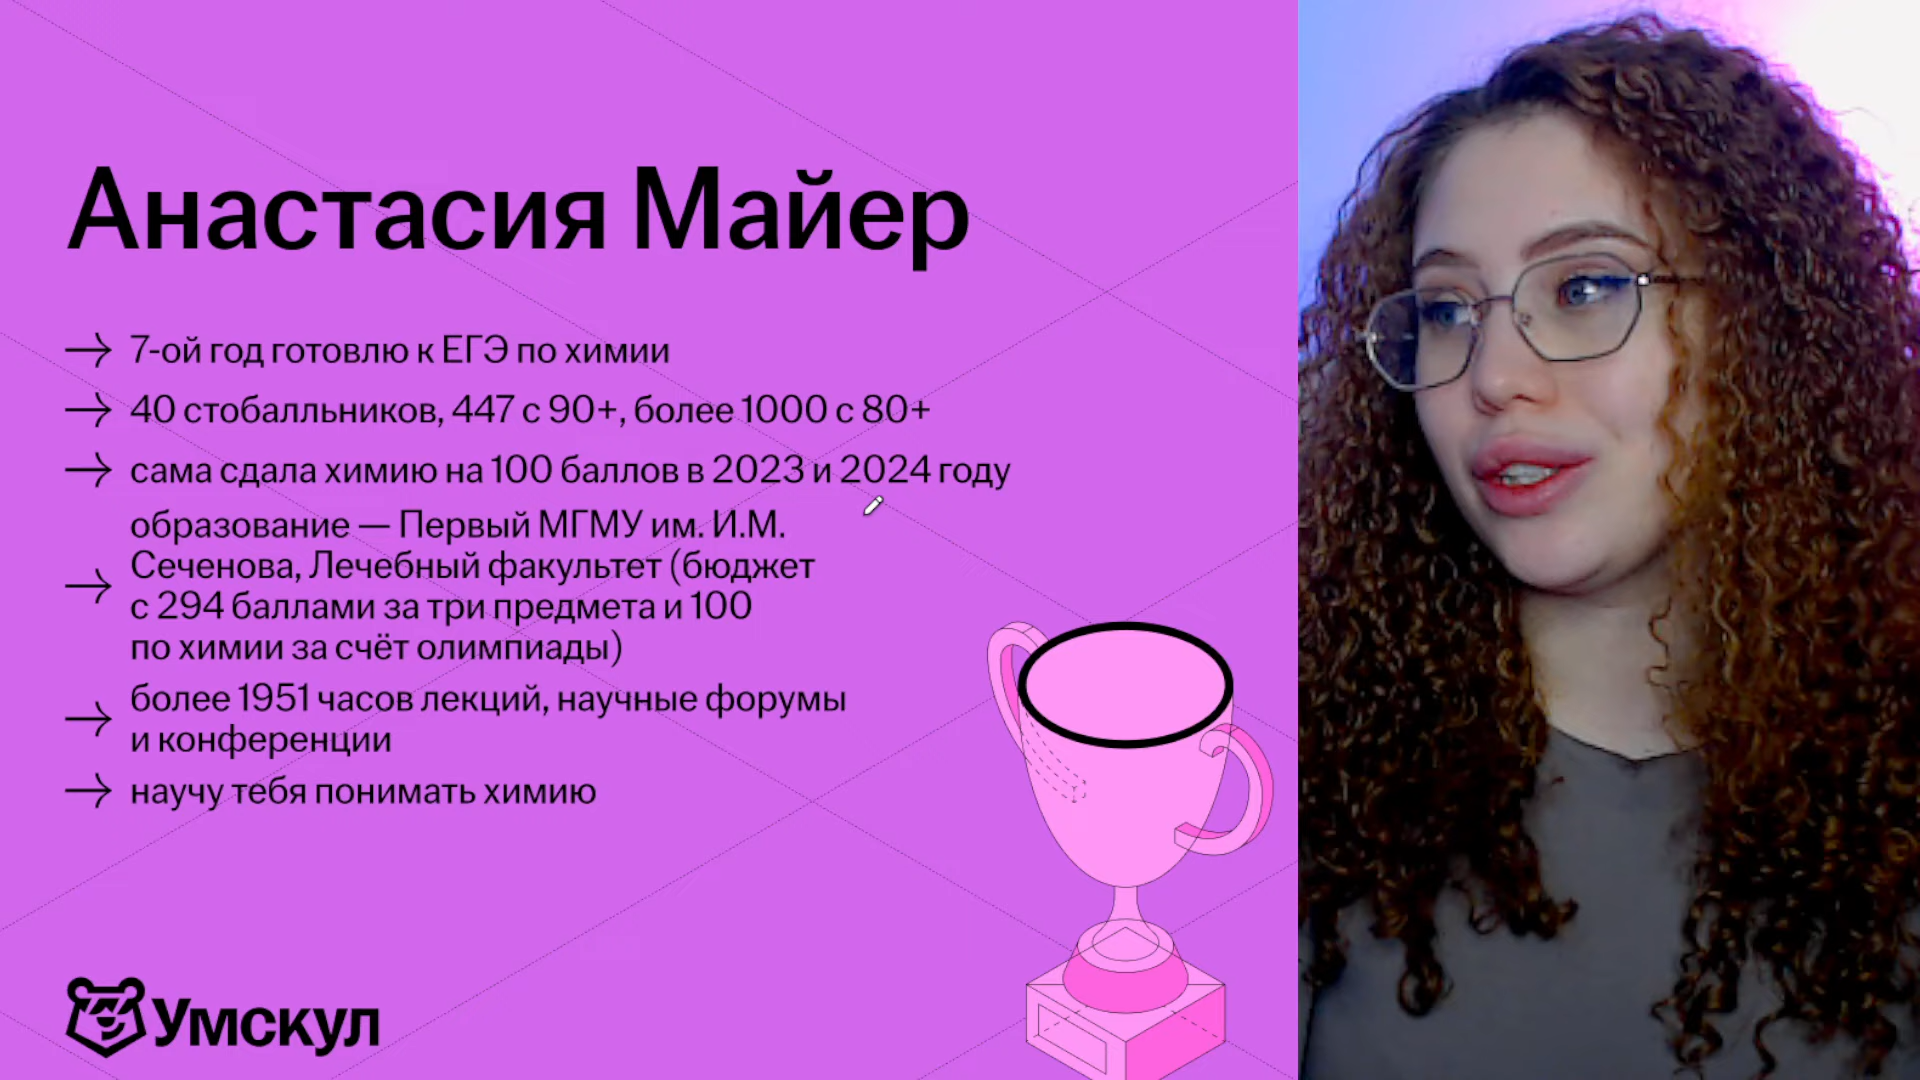 Анастасия Майер
7-ой год готовлю к ЕГЭ по химии
40 стобалльников, 447 с 90+, более 1000 с 80+
сама сдала химию на 100 баллов в 2023 и 2024 году
образование — Первый МГМУ им. И.М.
Сеченова, Лечебный факультет (бюджет
с 294 баллами за три предмета и 100
по химии за счёт олимпиады)
более 1951 часов лекций, научные форумы
и конференции
научу тебя понимать химию
Умскул